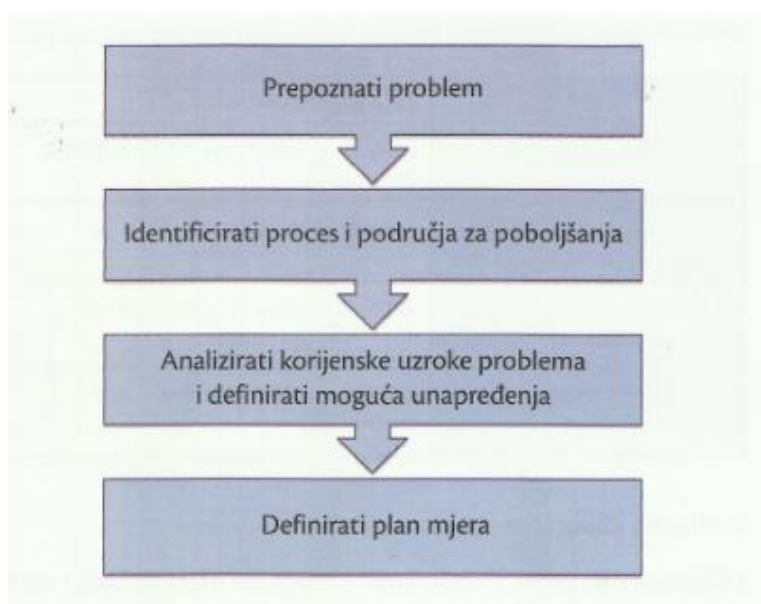 Prepoznati problem
Identificirati proces i područja za poboljšanja
Analizirati korijenske uzroke problema
i definirati moguća unapređenja
Definirati plan mjera